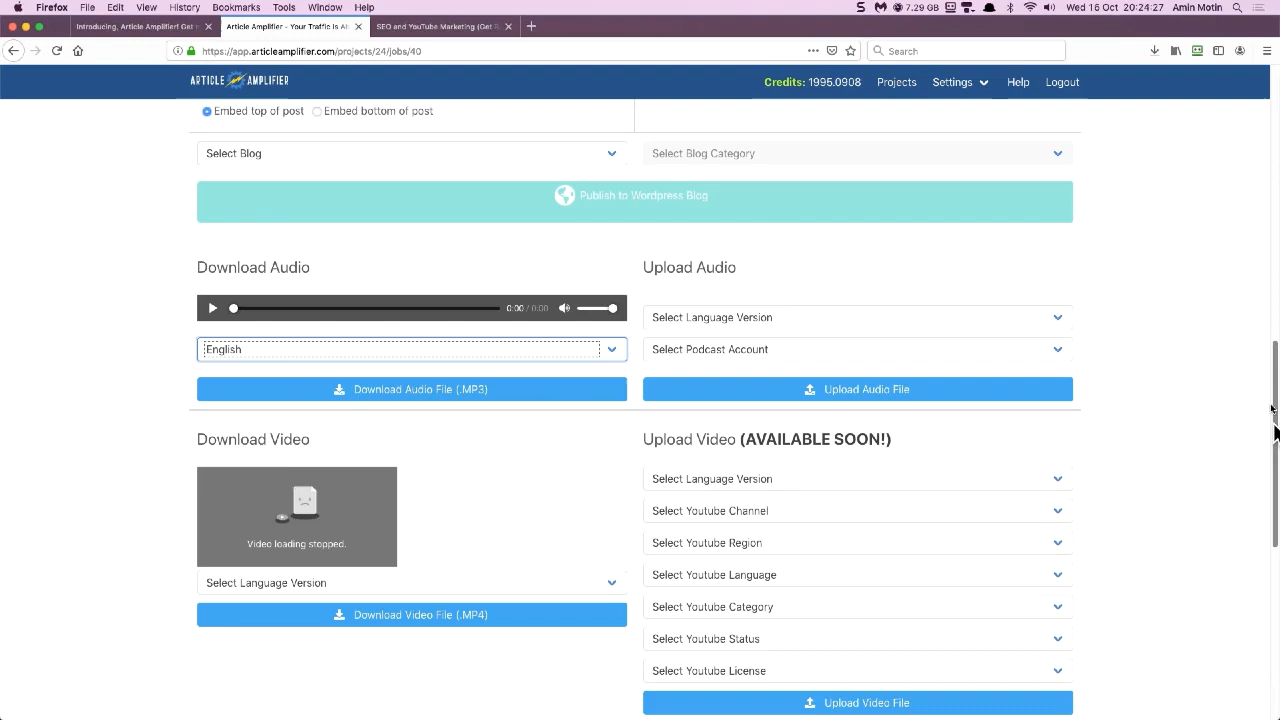 Firefox File Edit View History Bookmarks Tools Window Help 7.29 GB Wed 16 Oct 20:24:27 Amin Motin
Introducing, Article Amplifier! Get
Article Amplifier - Your Traffic Is
SEO and YouTube Marketing (Get
https://app.articleamplifier.com/projects/24/jobs/40
Search
ARTICLE AMPLIFIER
Credits: 1995.0908 Projects Settings Help Logout
Embed top of post Embed bottom of post
Select Blog
Select Blog Category
Publish to Wordpress Blog
Download Audio
Upload Audio
0:00 / 0:00
Select Language Version
English
Select Podcast Account
Download Audio File (.MP3)
Upload Audio File
Download Video
Upload Video (AVAILABLE SOON!)
Video loading stopped.
Select Language Version
Download Video File (.MP4)
Select Language Version
Select Youtube Channel
Select Youtube Region
Select Youtube Language
Select Youtube Category
Select Youtube Status
Select Youtube License
Upload Video File